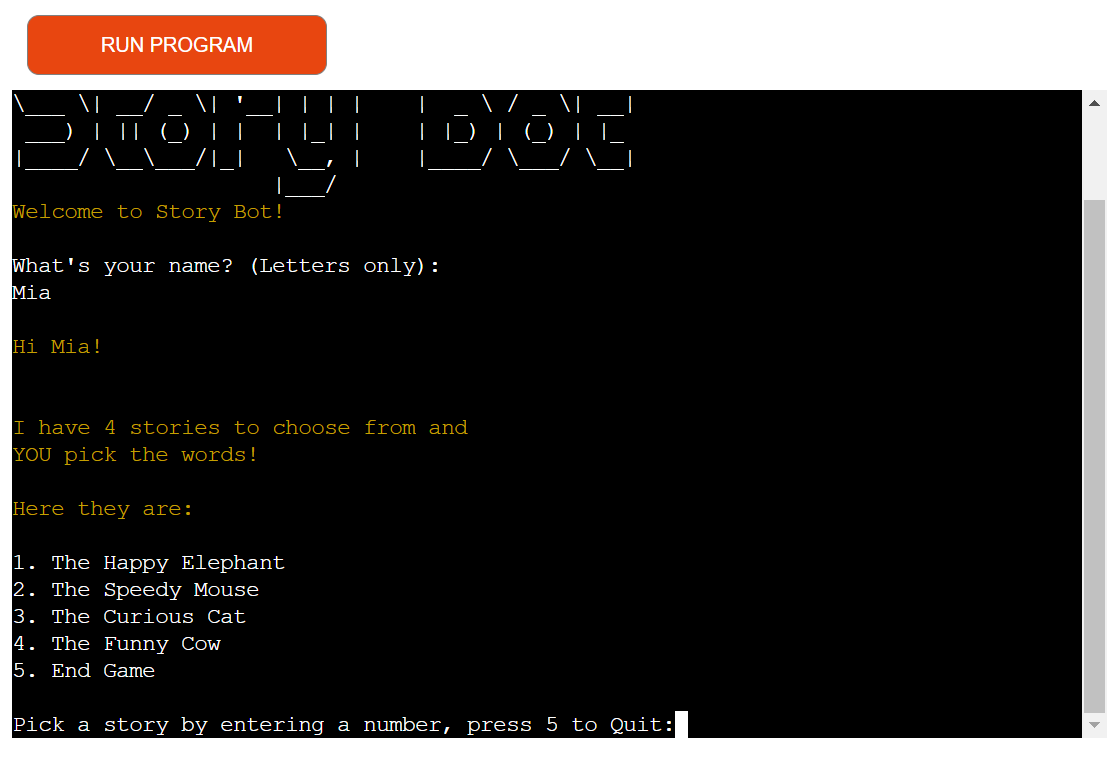 RUN PROGRAM
Story Bot
Welcome to Story Bot!
What's your name? (Letters only):
Mia
Hi Mia!
I have 4 stories to choose from and
YOU pick the words!
Here they are:
1. The Happy Elephant
2. The Speedy Mouse
3. The Curious Cat
4. The Funny Cow
5. End Game
Pick a story by entering a number, press 5 to Quit: